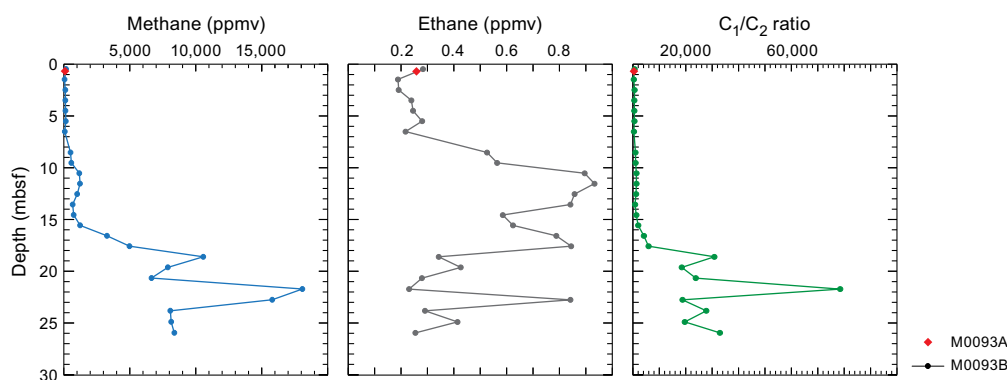 Methane (ppmv) Ethane (ppmv) C₁/C₂ ratio
5,000 10,000 15,000 0.2 0.4 0.6 0.8 20,000 60,000
0
5
10
15
20
25
30
Depth (mbsf)
M0093A
M0093B